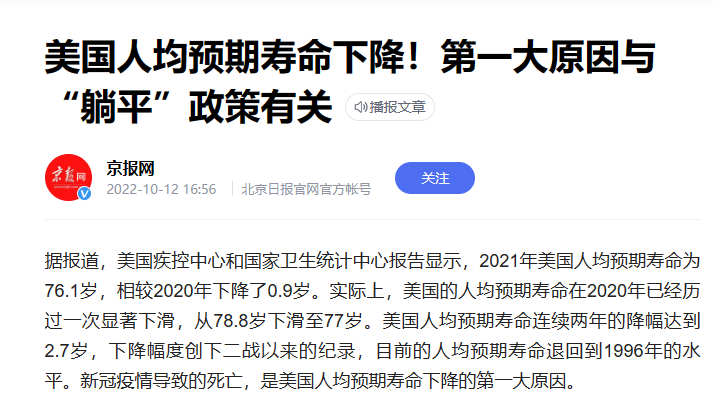 美国人均预期寿命下降！第一大原因与
“躺平”政策有关 播报文章
京报网
京报网
2022-10-12 16:56 北京日报官网官方帐号
关注
据报道，美国疾控中心和国家卫生统计中心报告显示，2021年美国人均预期寿命为
76.1岁，相较2020年下降了0.9岁。实际上，美国的人均预期寿命在2020年已经历
过一次显著下滑，从78.8岁下滑至77岁。美国人均预期寿命连续两年的降幅达到
2.7岁，下降幅度创下二战以来的纪录，目前的人均预期寿命退回到1996年的水
平。新冠疫情导致的死亡，是美国人均预期寿命下降的第一大原因。